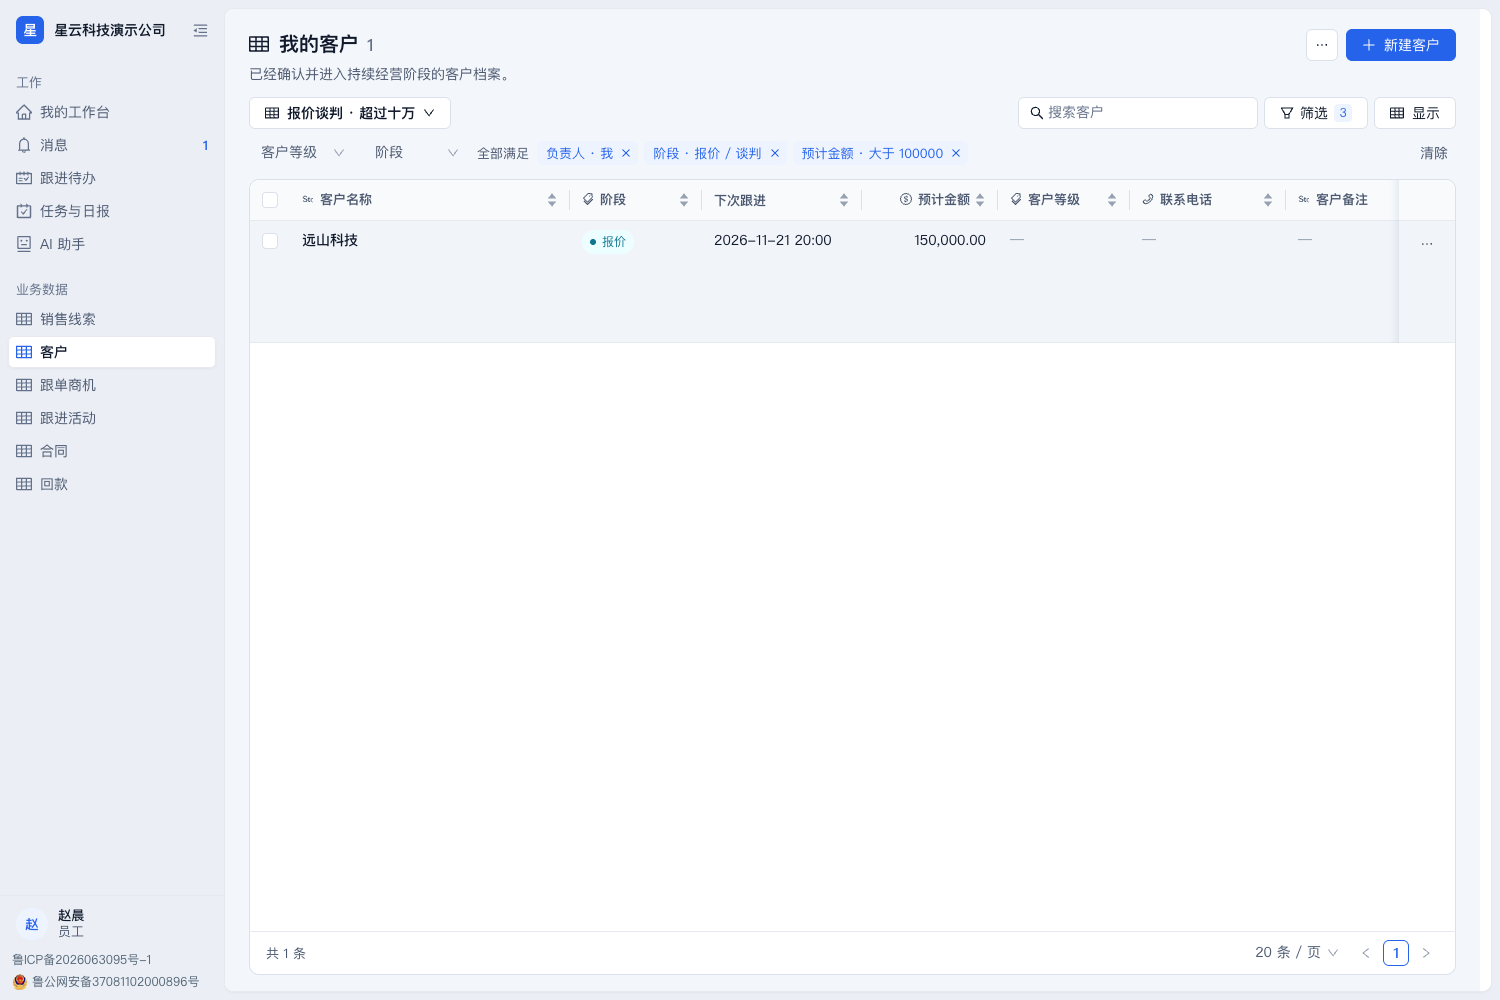 星 星云科技演示公司
工作
我的工作台
消息 1
跟进待办
任务与日报
AI 助手
业务数据
销售线索
客户
跟单商机
跟进活动
合同
回款
赵 赵晨
员工
鲁ICP备2026063095号-1
鲁公网安备37081102000896号
我的客户 1
··· + 新建客户
已经确认并进入持续经营阶段的客户档案。
报价谈判 · 超过十万
搜索客户 筛选 3 显示
客户等级 阶段 全部满足 负责人 · 我 × 阶段 · 报价 / 谈判 × 预计金额 · 大于 100000 × 清除
Str 客户名称 阶段 下次跟进 预计金额 客户等级 联系电话 Str 客户备注
远山科技 报价 2026-11-21 20:00 150,000.00 — — — ···
共 1 条 20 条 / 页 < 1 >